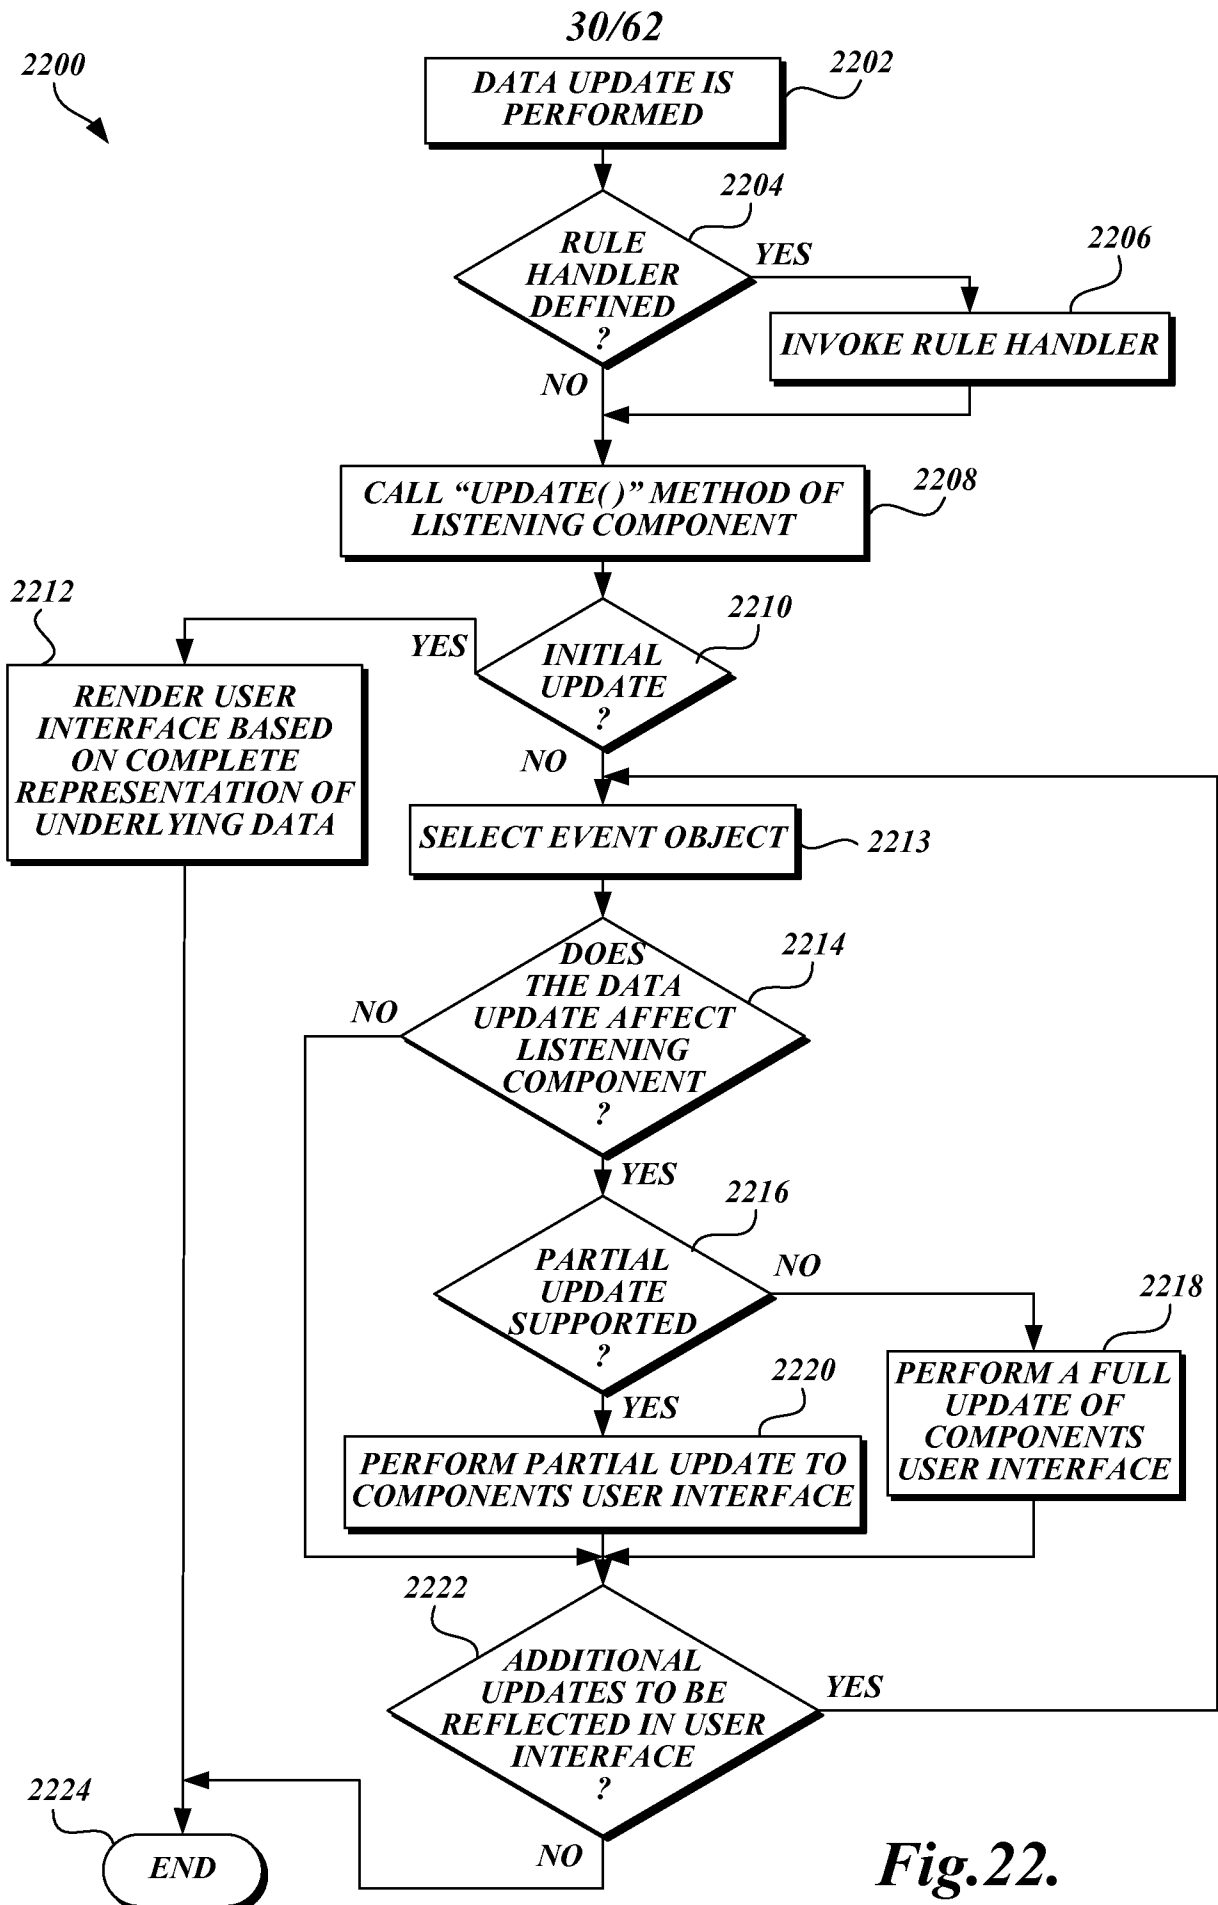 30/62
2200
DATA UPDATE IS
PERFORMED
2202
2204
RULE
HANDLER
DEFINED
?
YES
2206
INVOKE RULE HANDLER
NO
CALL “UPDATE( )” METHOD OF
LISTENING COMPONENT
2208
2212
YES
2210
INITIAL
UPDATE
?
RENDER USER
INTERFACE BASED
ON COMPLETE
REPRESENTATION OF
UNDERLYING DATA
NO
SELECT EVENT OBJECT
2213
DOES
THE DATA
UPDATE AFFECT
LISTENING
COMPONENT
?
2214
NO
YES
2216
PARTIAL
UPDATE
SUPPORTED
?
NO
2218
YES
2220
PERFORM A FULL
UPDATE OF
COMPONENTS
USER INTERFACE
PERFORM PARTIAL UPDATE TO
COMPONENTS USER INTERFACE
2222
ADDITIONAL
UPDATES TO BE
REFLECTED IN USER
INTERFACE
?
YES
NO
2224
END
Fig.22.